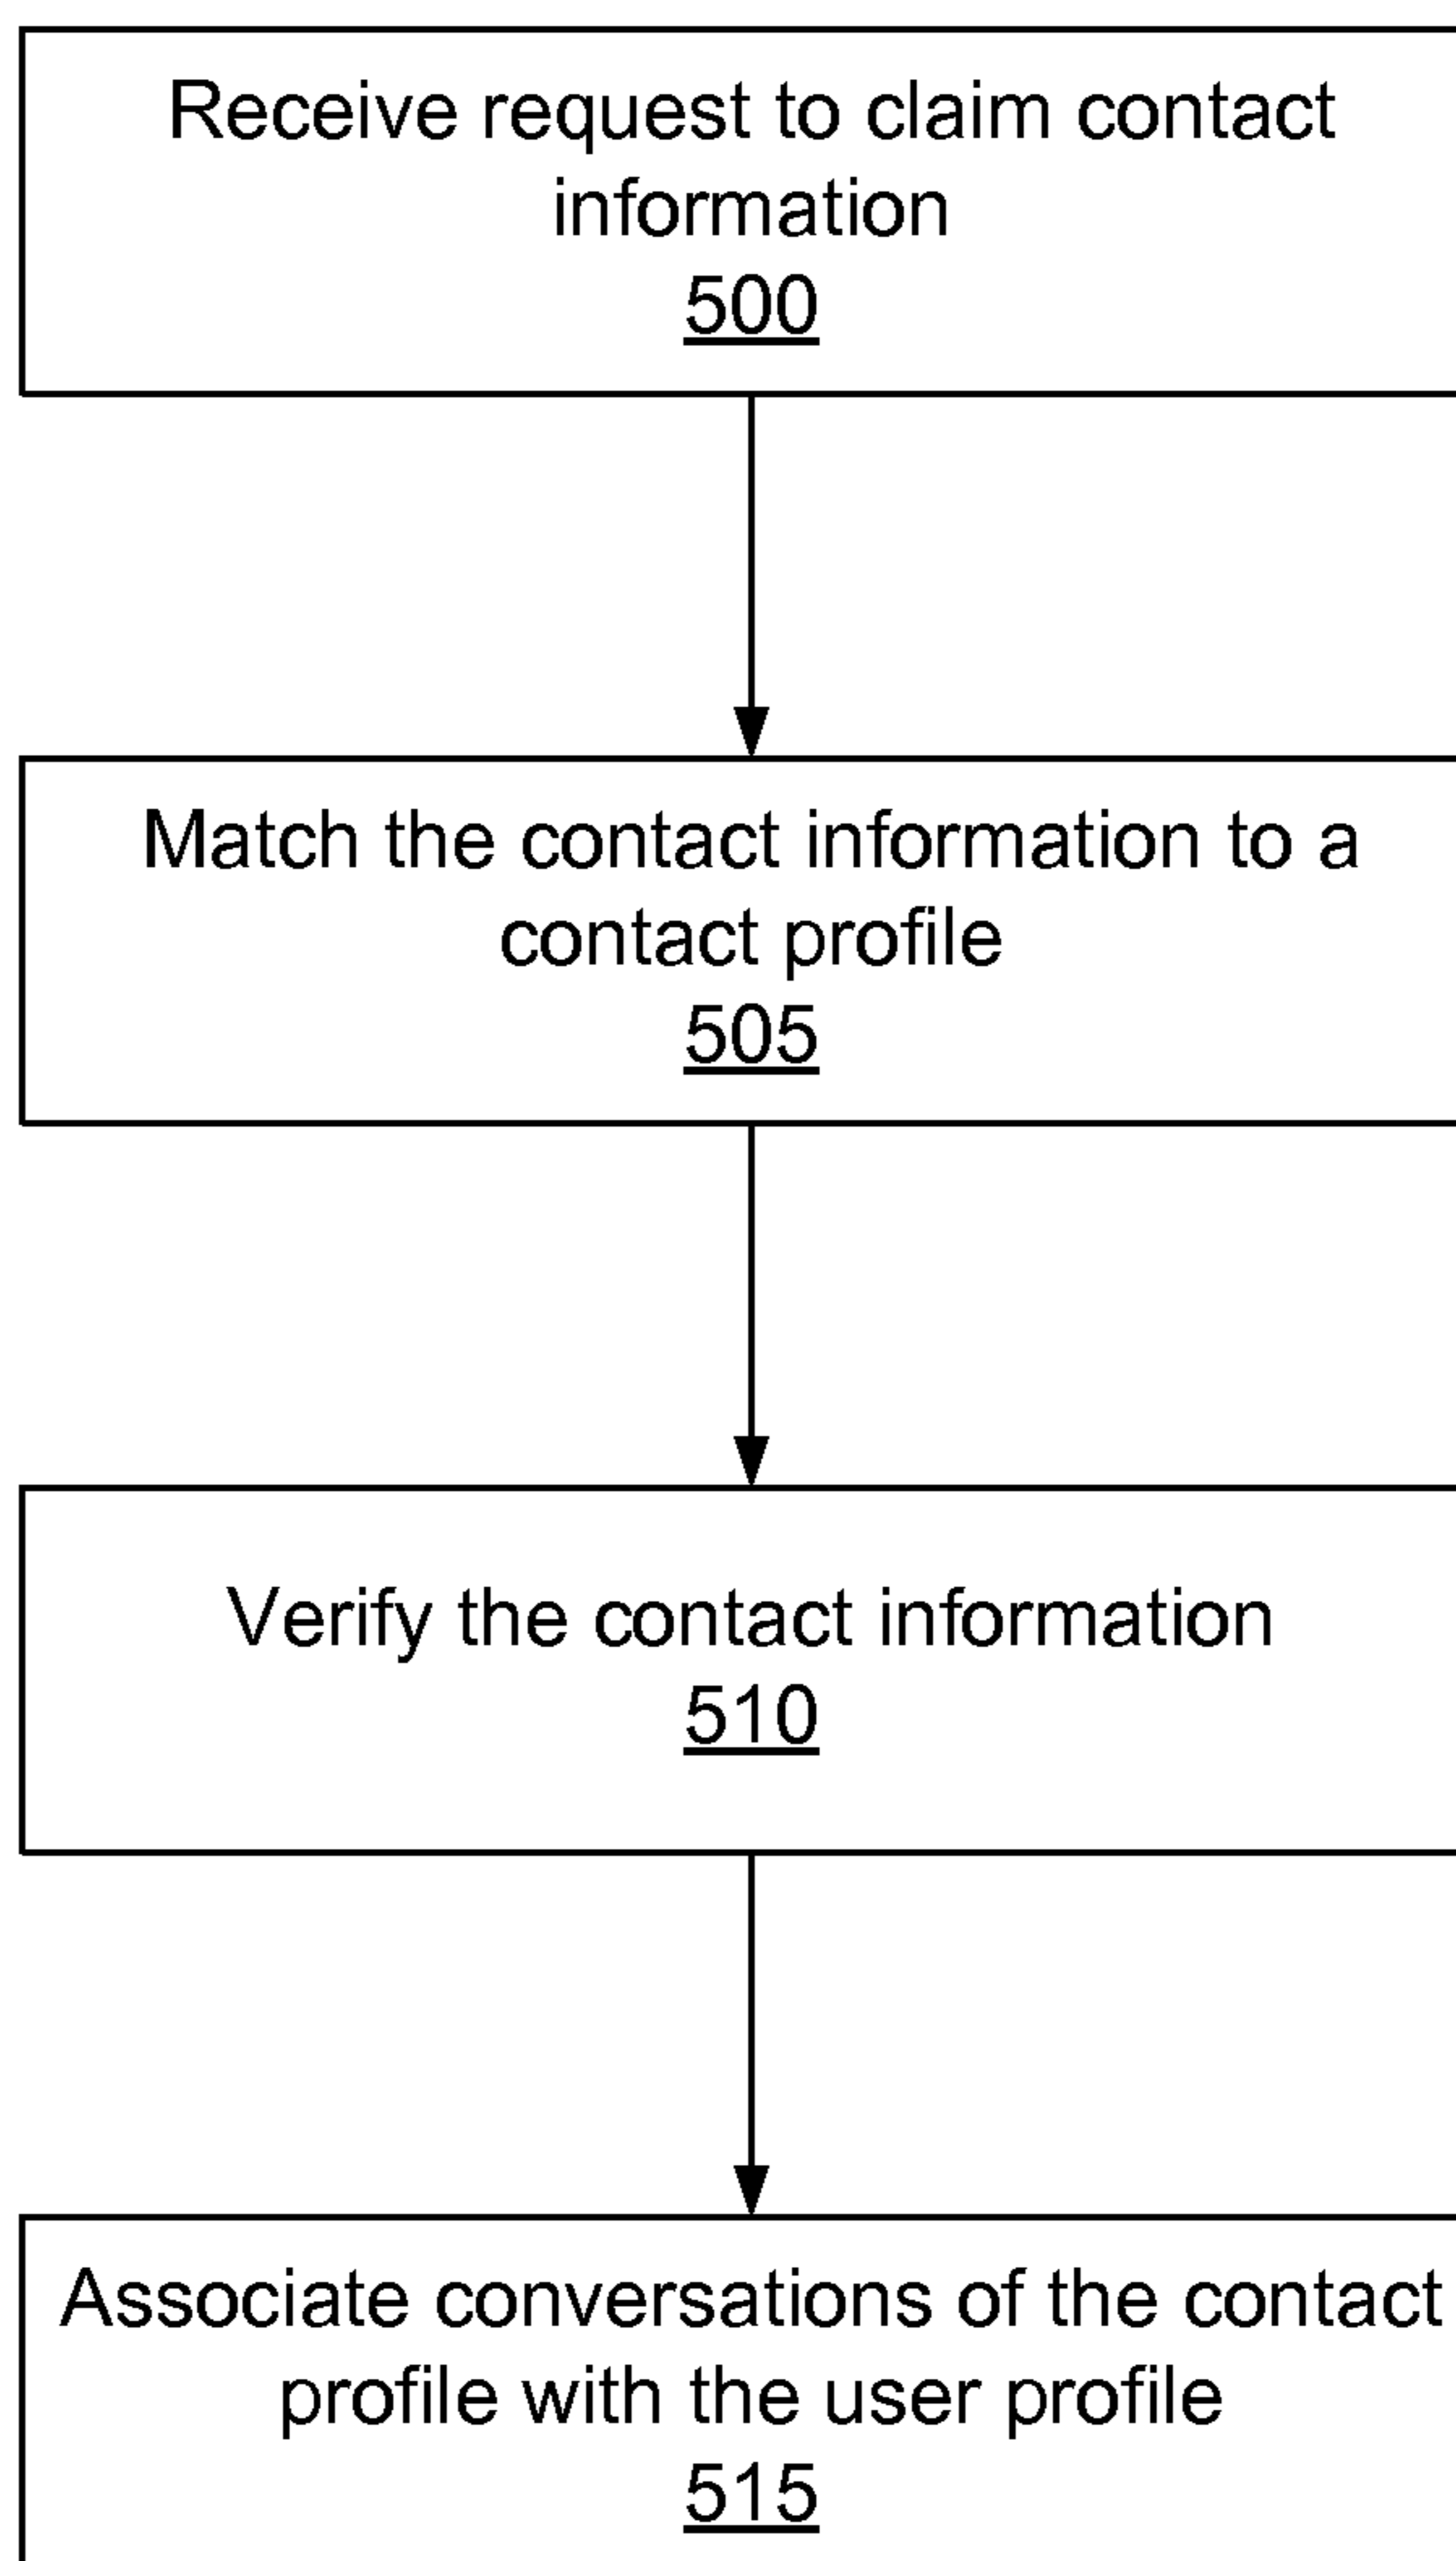 Receive request to claim contact
information
500
Match the contact information to a
contact profile
505
Verify the contact information
510
Associate conversations of the contact
profile with the user profile
515